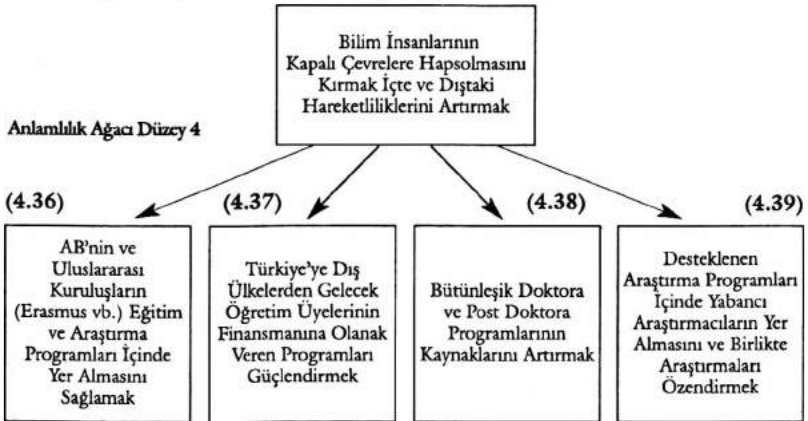 Bilim İnsanlarının
Kapalı Çevrelere Hapsolmasını
Kırmak İçte ve Dıştaki
Hareketliliklerini Artırmak
Anlamlılık Ağacı Düzey 4
(4.36)
AB'nin ve
Uluslararası
Kuruluşların
(Erasmus vb.) Eğitim
ve Araştırma
Programları İçinde
Yer Almasını
Sağlamak
(4.37)
Türkiye'ye Dış
Ülkelerden Gelecek
Öğretim Üyelerinin
Finansmanına Olanak
Veren Programları
Güçlendirmek
(4.38)
Bütünleşik Doktora
ve Post Doktora
Programlarının
Kaynaklarını Artırmak
(4.39)
Desteklenen
Araştırma Programları
İçinde Yabancı
Araştırmacıların Yer
Almasını ve Birlikte
Araştırmaları
Özendirmek